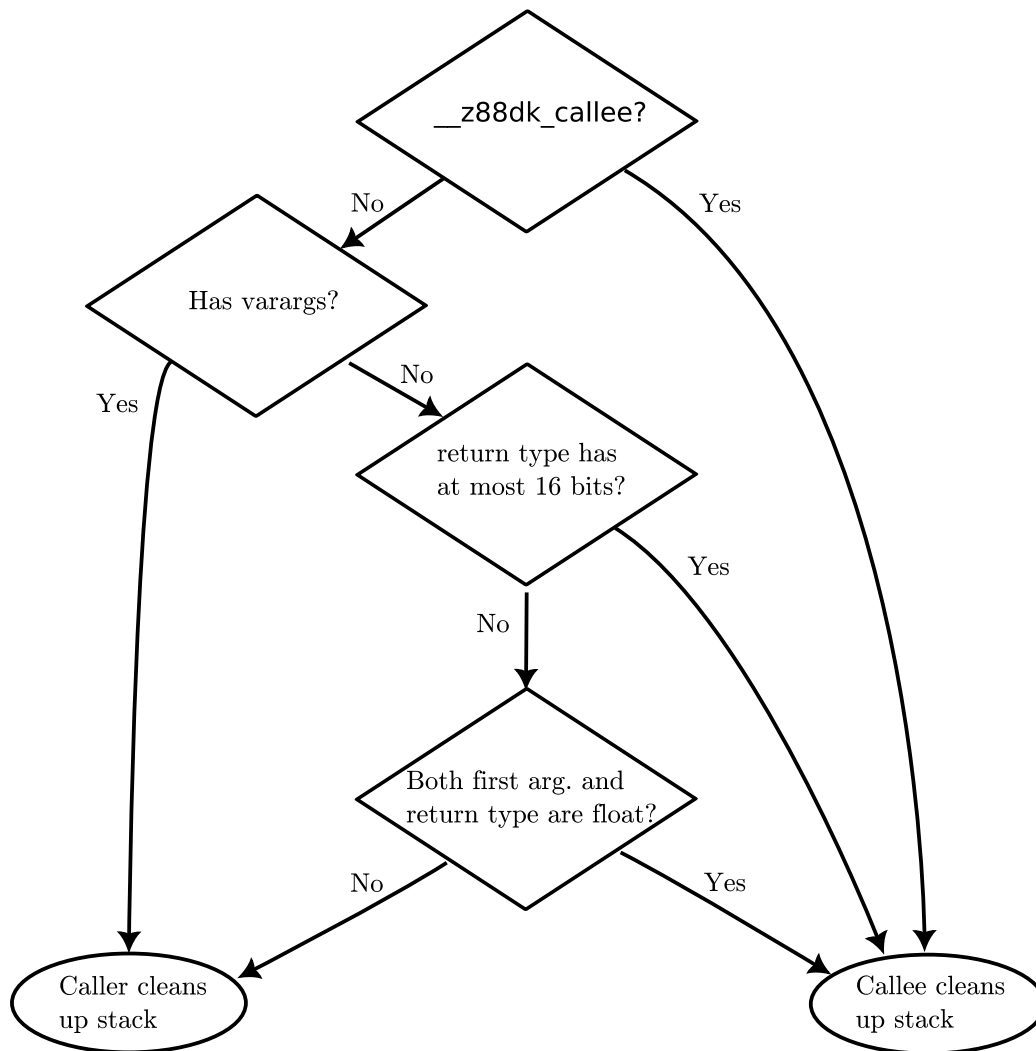 __z88dk_callee?
No
Yes
Has varargs?
No
Yes
return type has
at most 16 bits?
Yes
No
Both first arg. and
return type are float?
No
Yes
Caller cleans
up stack
Callee cleans
up stack